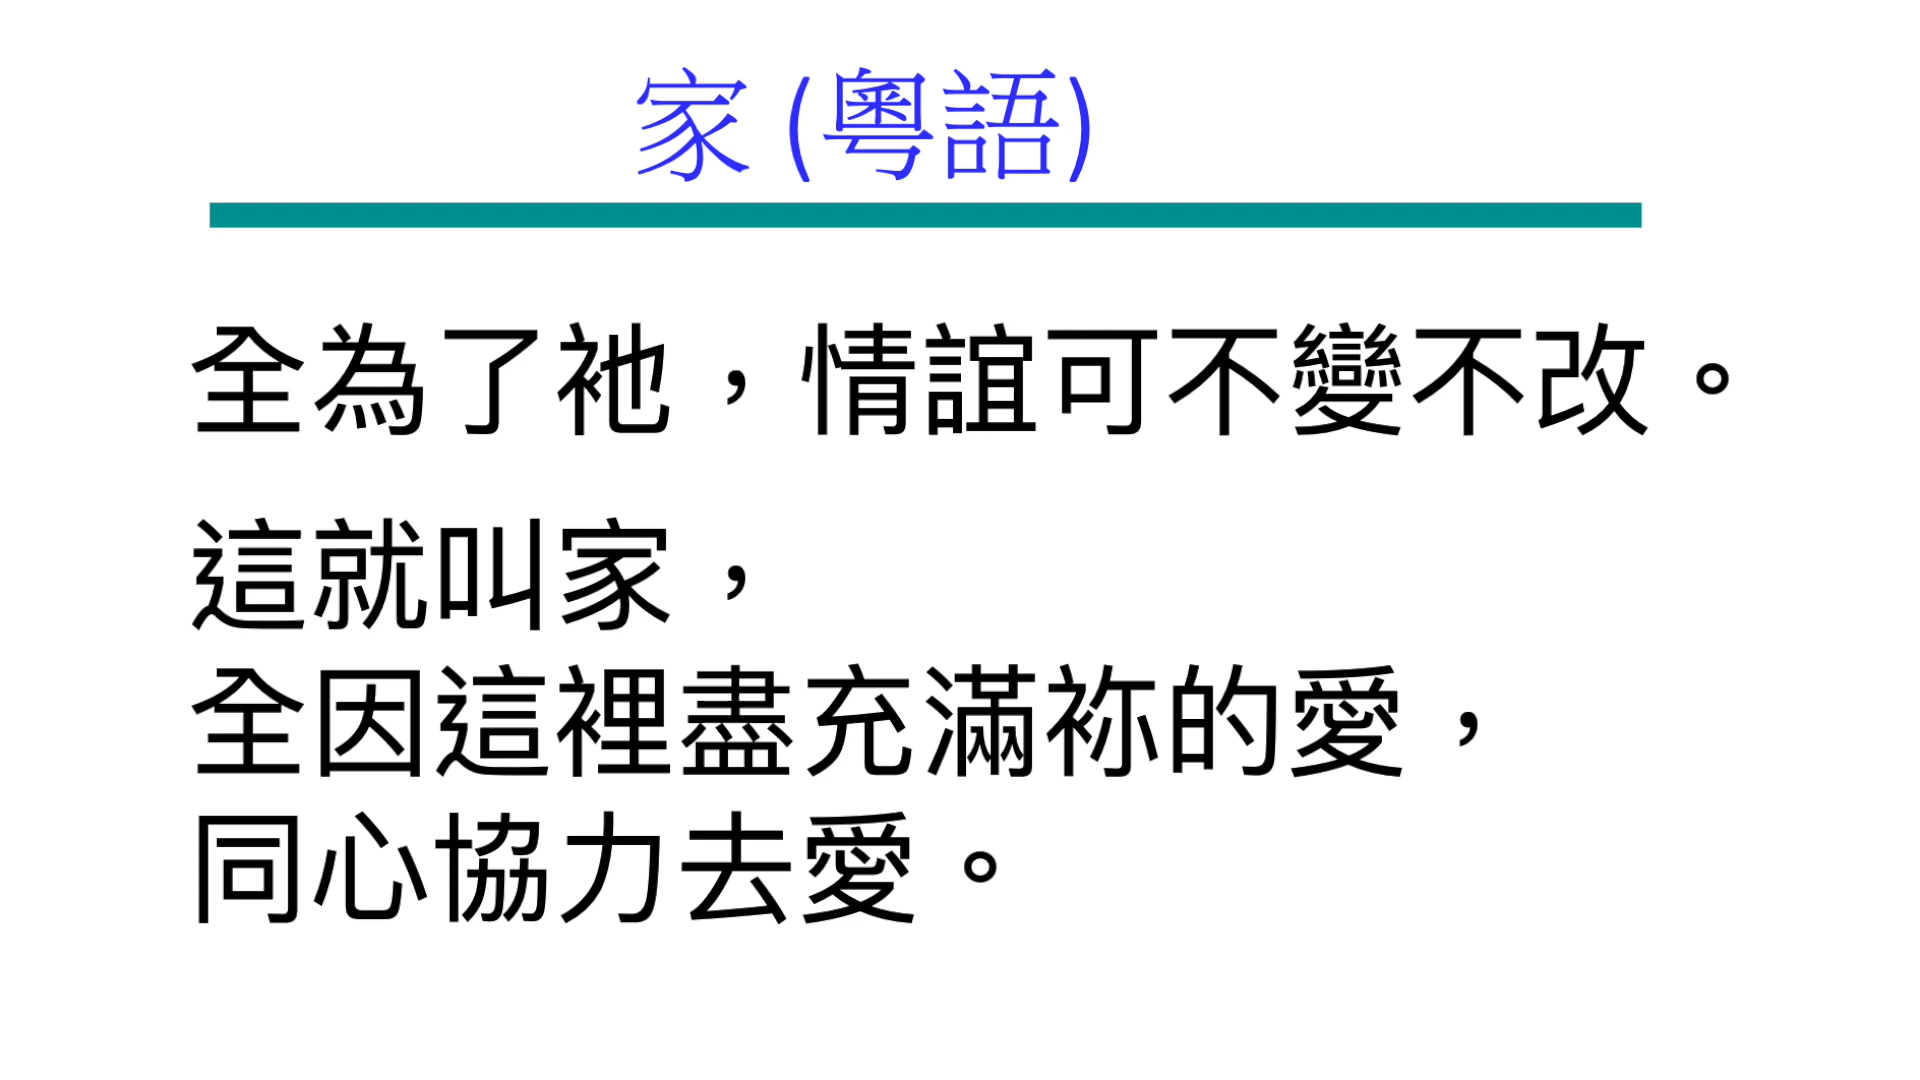 家 (粵語)
全為了祂，情誼可不變不改。
這就叫家，
全因這裡盡充滿袮的愛，
同心協力去愛。